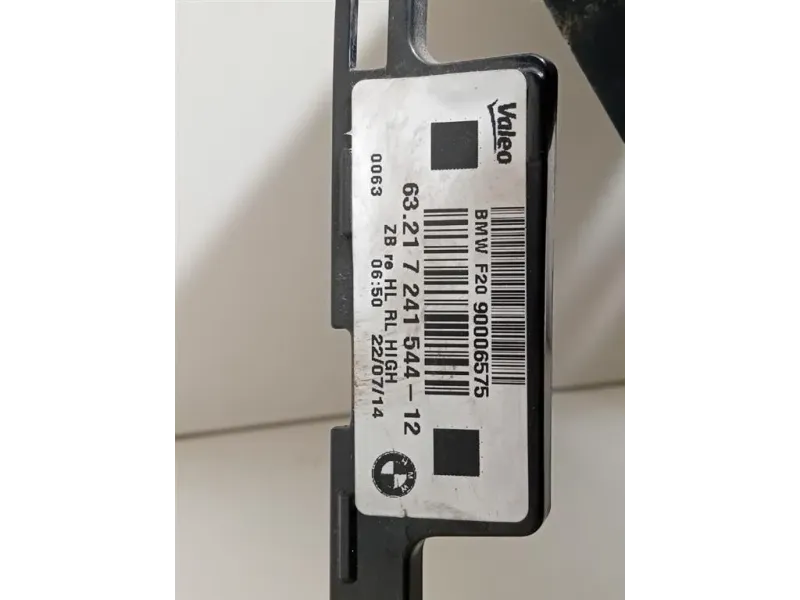 Valeo
BMW F20 90006575
63.21 7 241 544-12
ZB re HL RL HIGH
0063 06:50 22/07/14
BMW